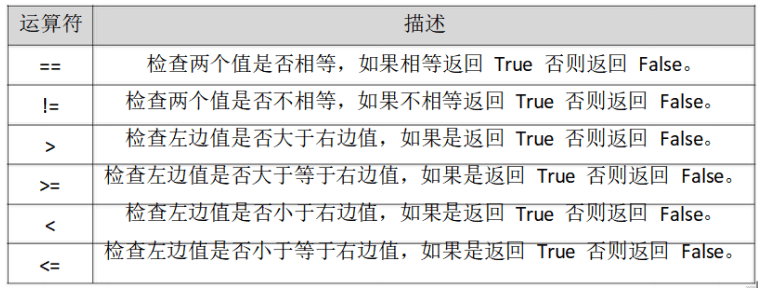 运算符 描述
== 检查两个值是否相等，如果相等返回 True 否则返回 False。
!= 检查两个值是否不相等，如果不相等返回 True 否则返回 False。
> 检查左边值是否大于右边值，如果是返回 True 否则返回 False。
>= 检查左边值是否大于等于右边值，如果是返回 True 否则返回 False。
< 检查左边值是否小于右边值，如果是返回 True 否则返回 False。
<= 检查左边值是否小于等于右边值，如果是返回 True 否则返回 False。